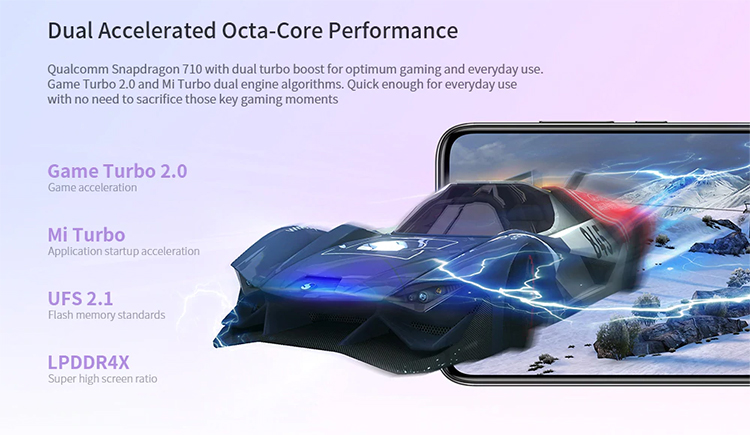 Dual Accelerated Octa-Core Performance
Qualcomm Snapdragon 710 with dual turbo boost for optimum gaming and everyday use.
Game Turbo 2.0 and Mi Turbo dual engine algorithms. Quick enough for everyday use
with no need to sacrifice those key gaming moments
Game Turbo 2.0
Game acceleration
Mi Turbo
Application startup acceleration
UFS 2.1
Flash memory standards
LPDDR4X
Super high screen ratio